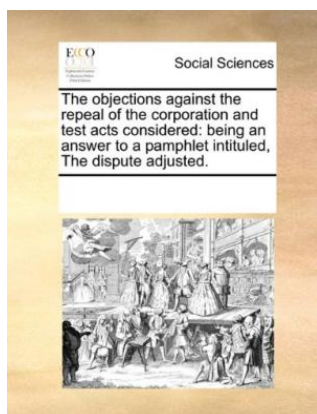 ECCO
Social Sciences
The objections against the
repeal of the corporation and
test acts considered: being an
answer to a pamphlet intituled,
The dispute adjusted.